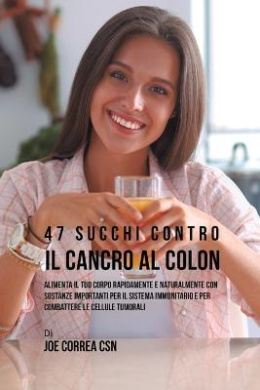 47 SUCCHI CONTRO
IL CANCRO AL COLON
ALIMENTA IL TUO CORPO RAPIDAMENTE E NATURALMENTE CON
SOSTANZE IMPORTANTI PER IL SISTEMA IMMUNITARIO E PER
COMBATTERE LE CELLULE TUMORALI
Di
JOE CORREA CSN